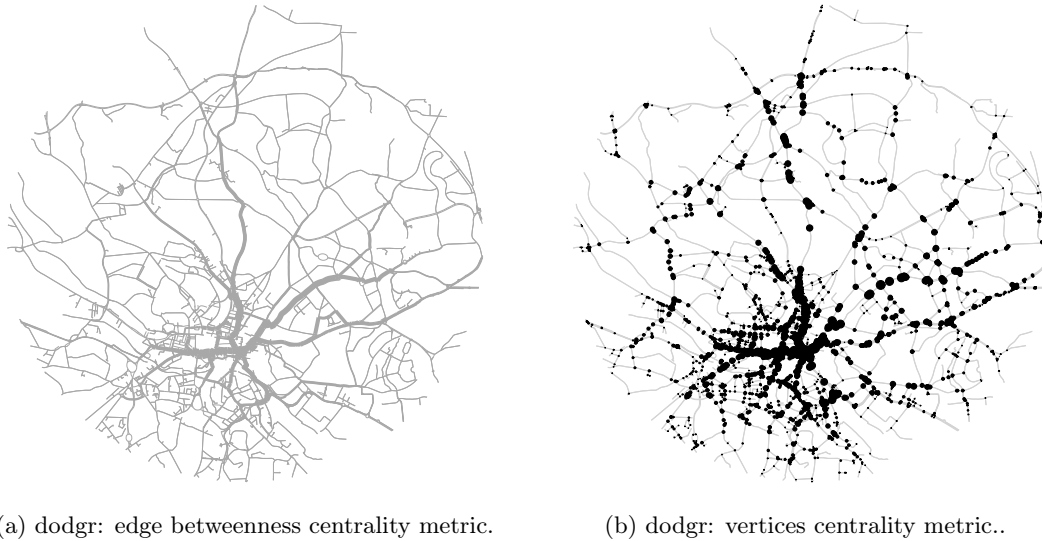 (a) dodgr: edge betweenness centrality metric.
(b) dodgr: vertices centrality metric..